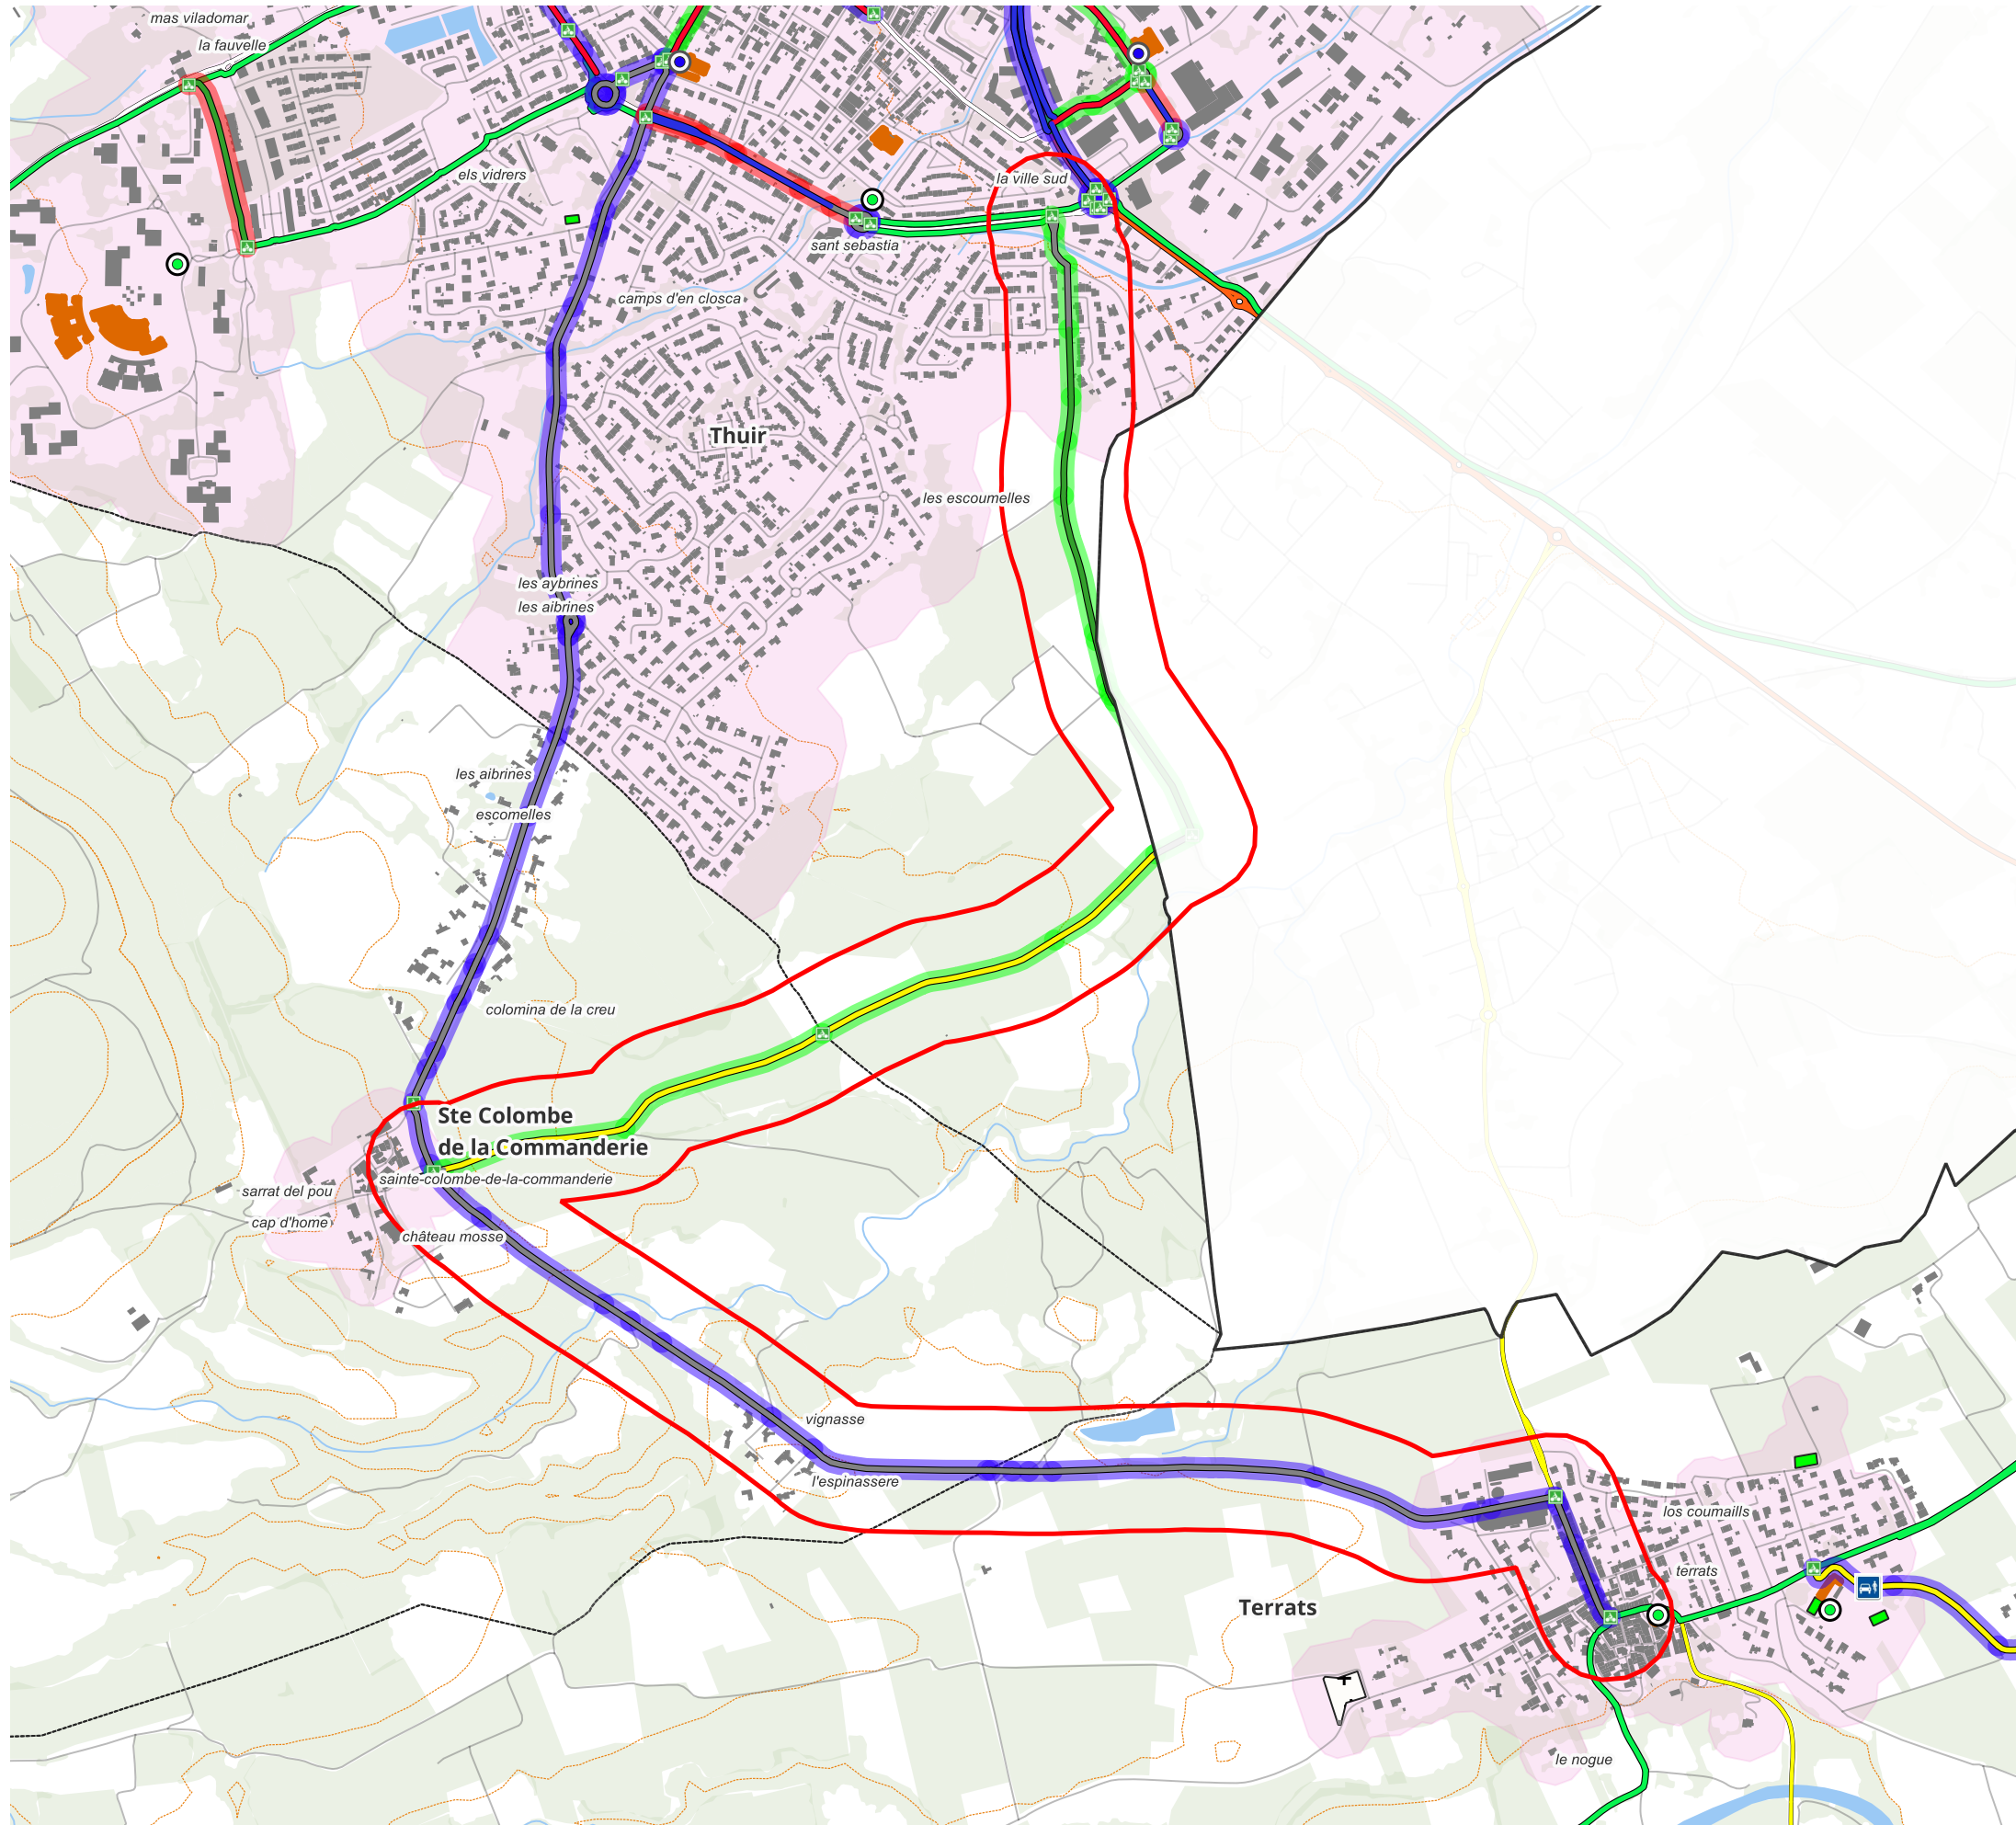 mas viladomar
la fauvelle
els vidrers
la ville sud
sant sebastia
camps d'en closca
Thuir
les escoumelles
les aybrines
les aibrines
les aibrines
escomelles
colomina de la creu
Ste Colombe
de la Commanderie
sainte-colombe-de-la-commanderie
sarrat del pou
cap d'home
château mosse
vignasse
l'espinassere
los coumaills
terrats
Terrats
le nogue